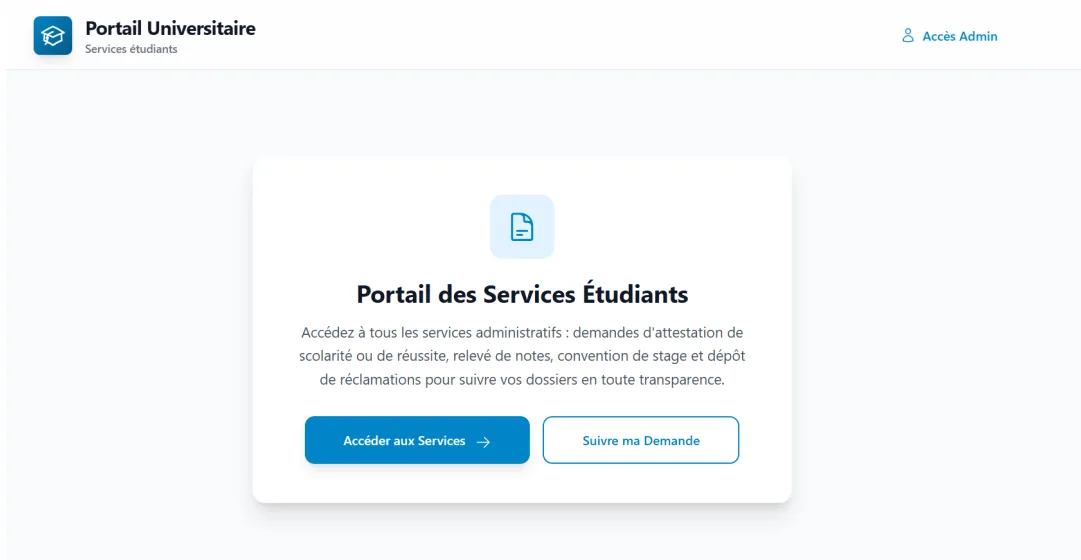 Portail Universitaire
Services étudiants
Accès Admin
Portail des Services Étudiants
Accédez à tous les services administratifs : demandes d'attestation de
scolarité ou de réussite, relevé de notes, convention de stage et dépôt
de réclamations pour suivre vos dossiers en toute transparence.
Accéder aux Services →
Suivre ma Demande